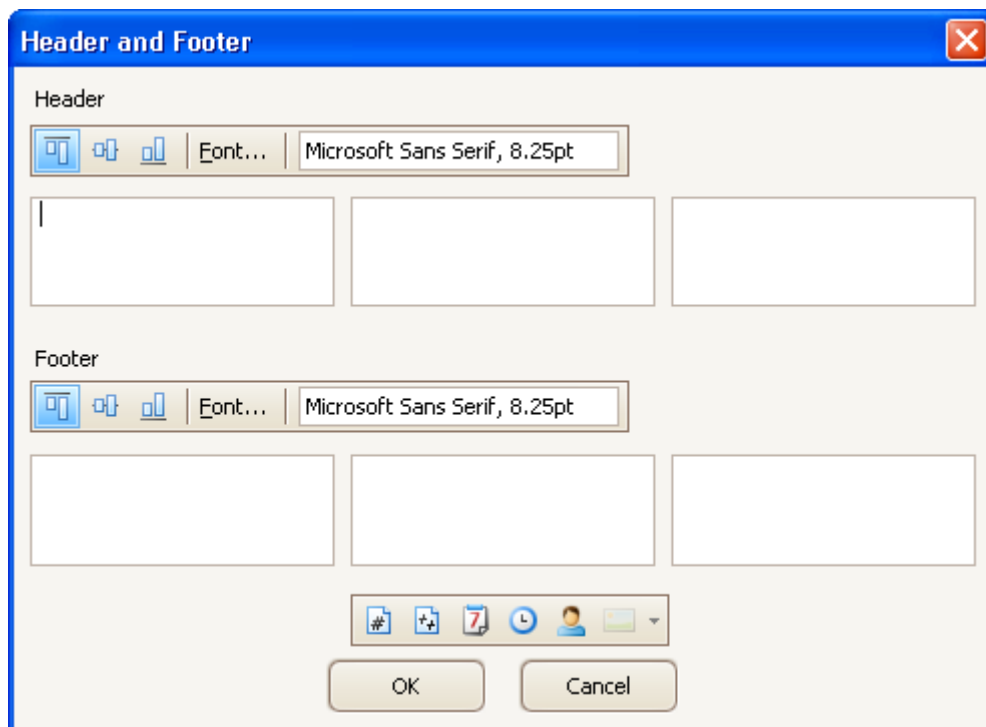 Header and Footer
Header
Font... Microsoft Sans Serif, 8.25pt
Footer
Font... Microsoft Sans Serif, 8.25pt
# 7
OK Cancel